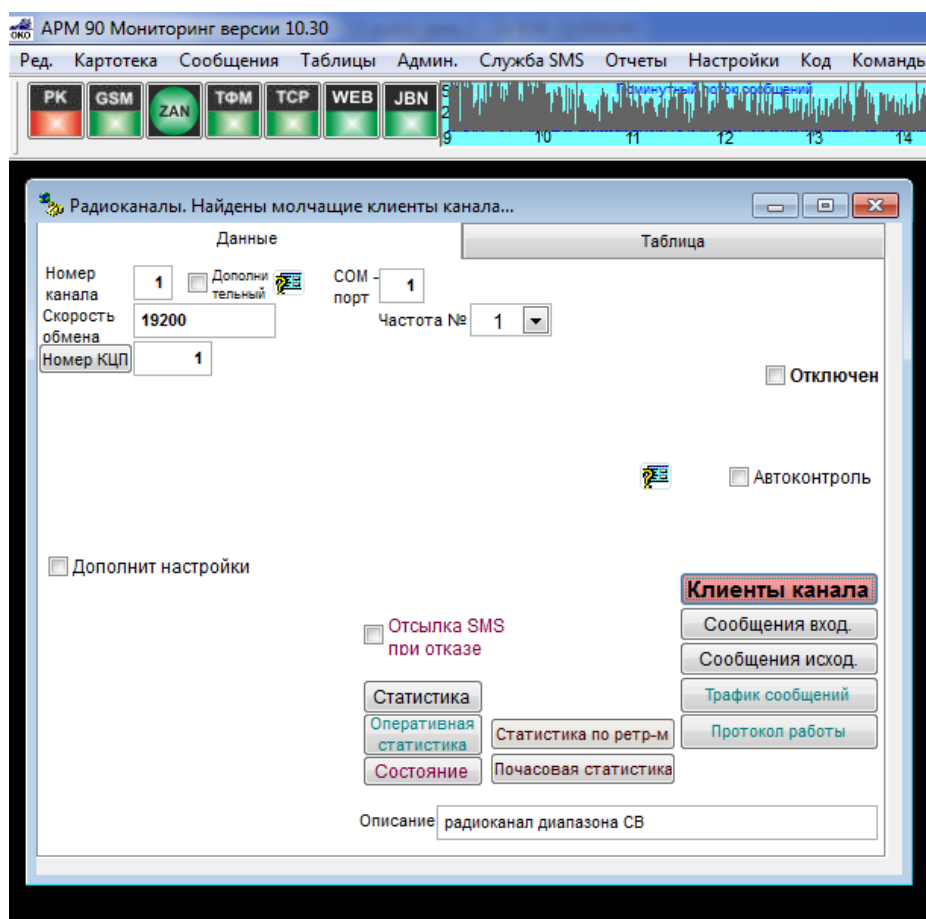 око АРМ 90 Мониторинг версии 10.30
Ред. Картотека Сообщения Таблицы Админ. Служба SMS Отчеты Настройки Код Команды
РК GSM ZAN ТФМ TCP WEB JBN
Поминутный поток сообщений
9 10 11 12 13 14
Радиоканалы. Найдены молчащие клиенты канала...
Данные Таблица
Номер канала 1 Дополни тельный COM - порт 1
Скорость обмена 19200 Частота № 1
Номер КЦП 1
Отключен
Автоконтроль
Дополнит настройки
Клиенты канала
Отсылка SMS при отказе
Сообщения вход.
Сообщения исход.
Статистика Трафик сообщений
Оперативная статистика Статистика по ретр-м Протокол работы
Состояние Почасовая статистика
Описание радиоканал диапазона СВ